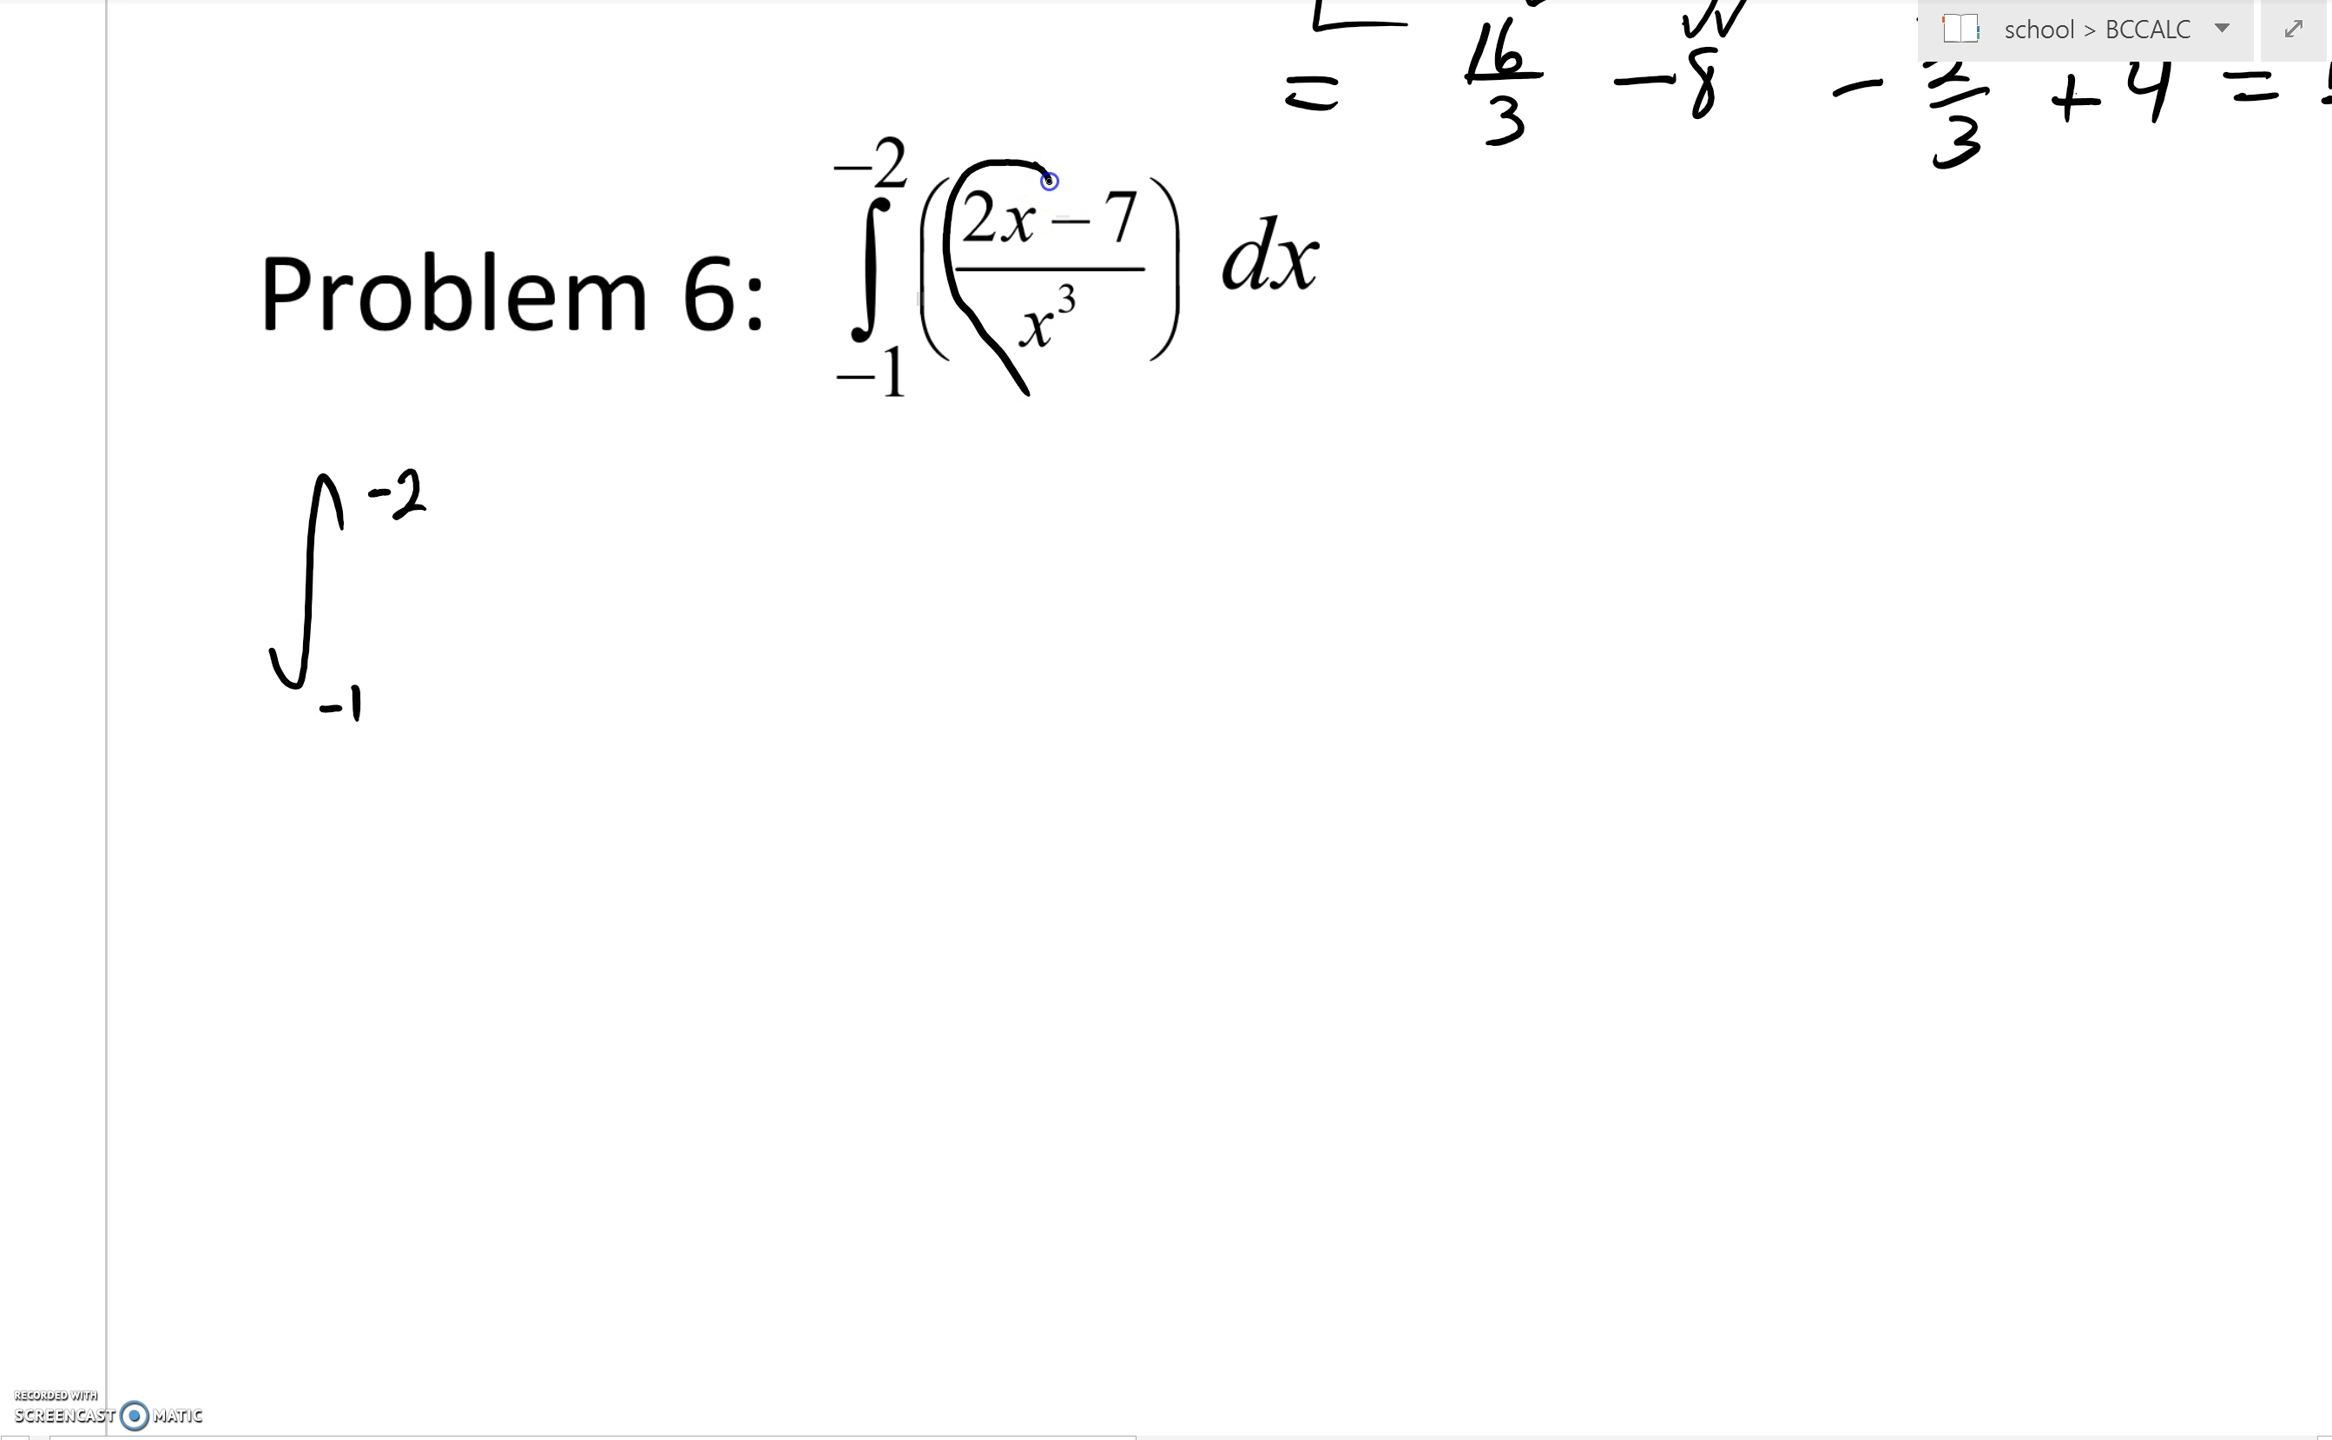 school > BCCALC
= 16/3 - 8 - 2/3 + 4 =
Problem 6: ∫_{-1}^{-2} ((2x - 7)/x^3) dx
∫_{-1}^{-2}
RECORDED WITH
SCREENCAST MATIC